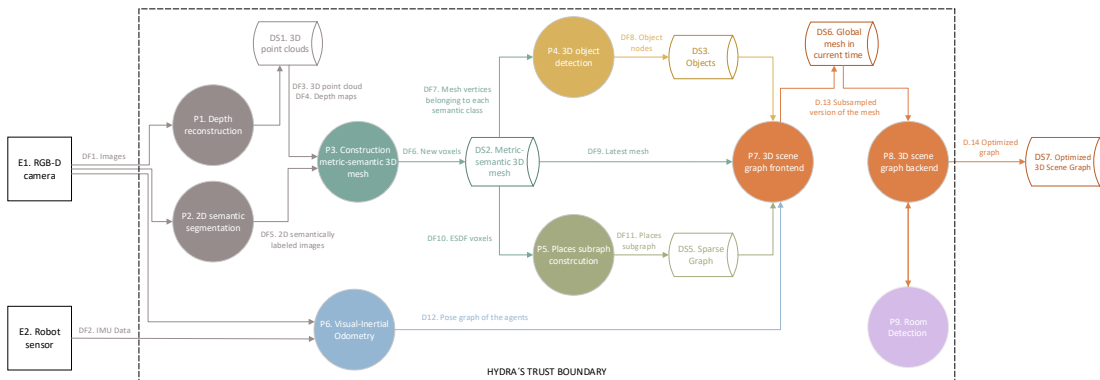 DS1. 3D
point clouds
P4. 3D object
detection
DF8. Object
nodes
DS3.
Objects
DS6. Global
mesh in
current time
DF3. 3D point cloud
DF4. Depth maps
DF7. Mesh vertices
belonging to each
semantic class
D.13 Subsampled
version of the mesh
P1. Depth
reconstruction
E1. RGB-D
camera
DF1. Images
P3. Construction
metric-semantic 3D
mesh
DF6. New voxels
DS2. Metric-
semantic 3D
mesh
DF9. Latest mesh
P7. 3D scene
graph frontend
P8. 3D scene
graph backend
D.14 Optimized
graph
DS7. Optimized
3D Scene Graph
P2. 2D semantic
segmentation
DF5. 2D semantically
labeled images
DF10. ESDF voxels
P5. Places subraph
constrcution
DF11. Places
subgraph
DS5. Sparse
Graph
E2. Robot
sensor
DF2. IMU Data
P6. Visual-Inertial
Odometry
D12. Pose graph of the agents
P9. Room
Detection
HYDRA´S TRUST BOUNDARY